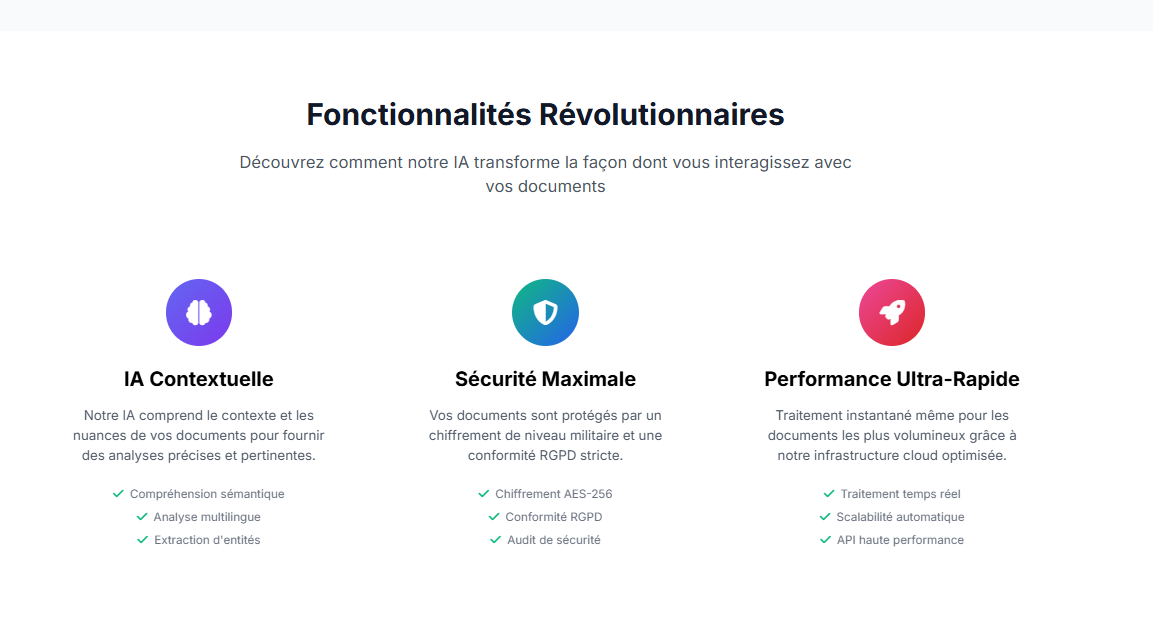 Fonctionnalités Révolutionnaires
Découvrez comment notre IA transforme la façon dont vous interagissez avec
vos documents
IA Contextuelle
Notre IA comprend le contexte et les
nuances de vos documents pour fournir
des analyses précises et pertinentes.
Compréhension sémantique
Analyse multilingue
Extraction d'entités
Sécurité Maximale
Vos documents sont protégés par un
chiffrement de niveau militaire et une
conformité RGPD stricte.
Chiffrement AES-256
Conformité RGPD
Audit de sécurité
Performance Ultra-Rapide
Traitement instantané même pour les
documents les plus volumineux grâce à
notre infrastructure cloud optimisée.
Traitement temps réel
Scalabilité automatique
API haute performance